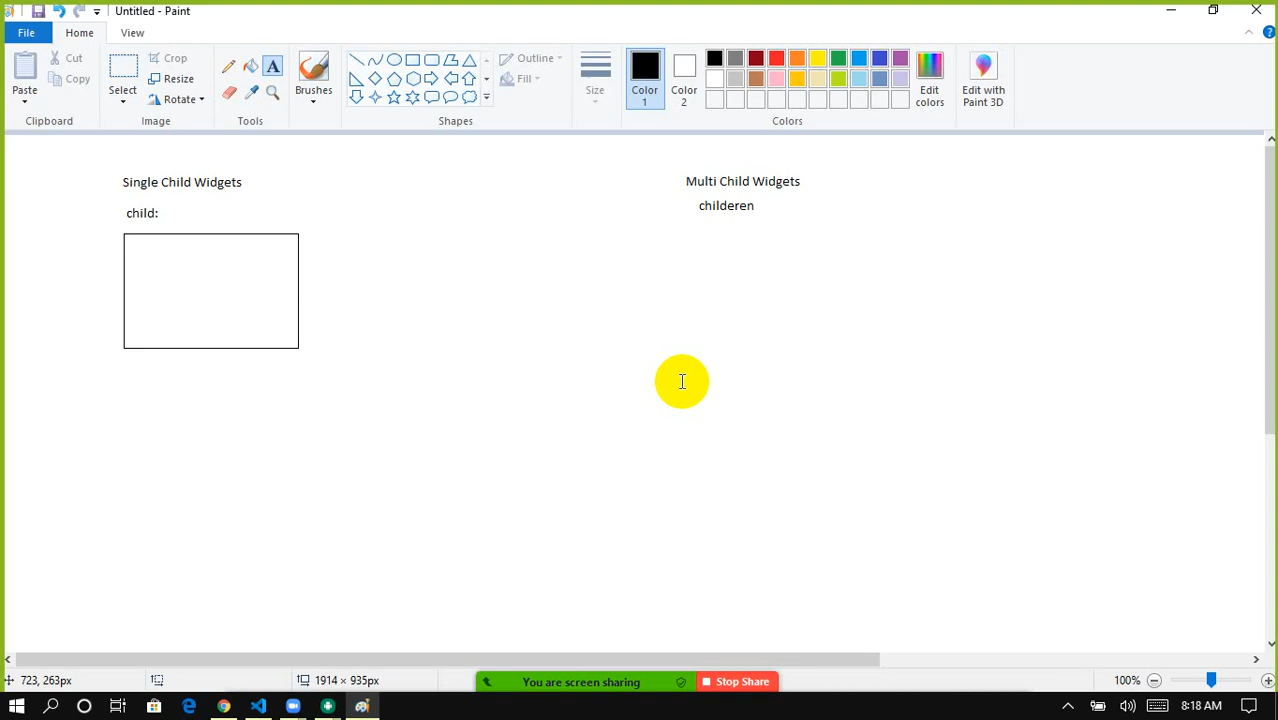 Untitled - Paint
File
Home
View
Paste
Cut
Copy
Clipboard
Select
Crop
Resize
Rotate
Image
A
Tools
Brushes
Outline
Fill
Shapes
Size
Color 1
Color 2
Edit colors
Colors
Edit with Paint 3D
Single Child Widgets
child:
Multi Child Widgets
childeren
723, 263px
1914 × 935px
You are screen sharing
Stop Share
100%
8:18 AM